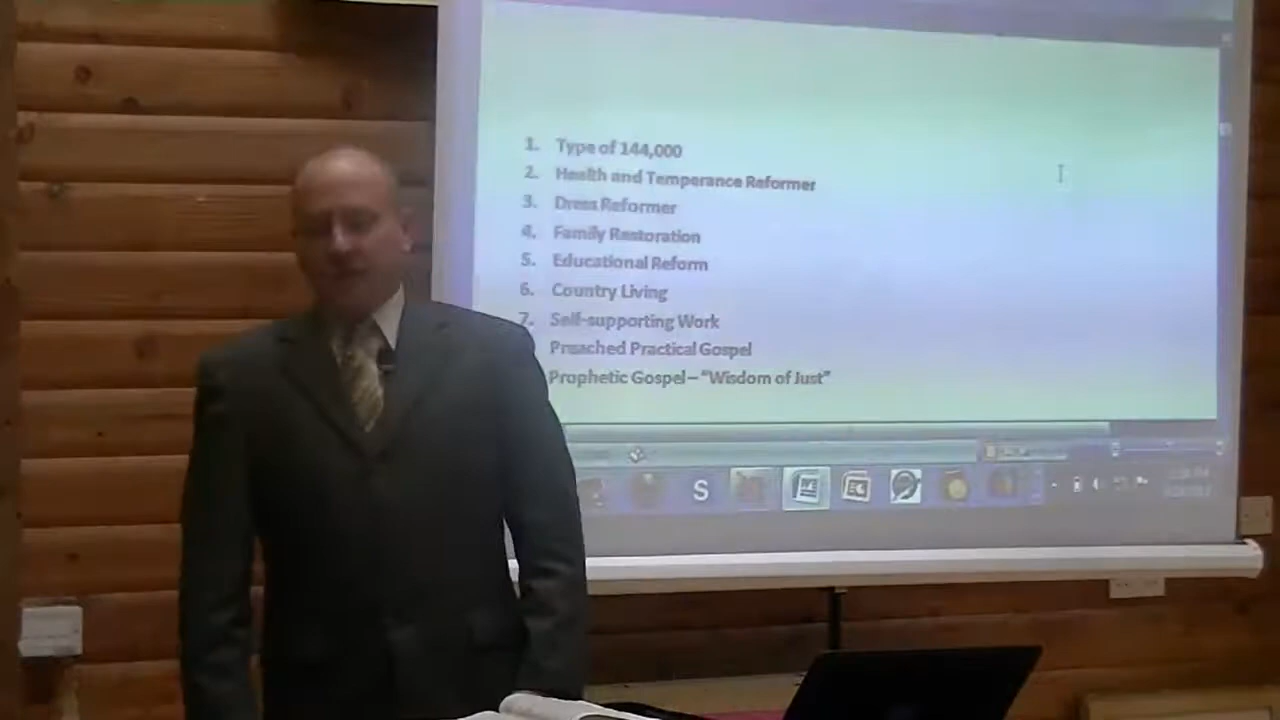 1. Type of 144,000
2. Health and Temperance Reformer
3. Dress Reformer
4. Family Restoration
5. Educational Reform
6. Country Living
7. Self-supporting Work
Preached Practical Gospel
Prophetic Gospel – "Wisdom of Just"
S